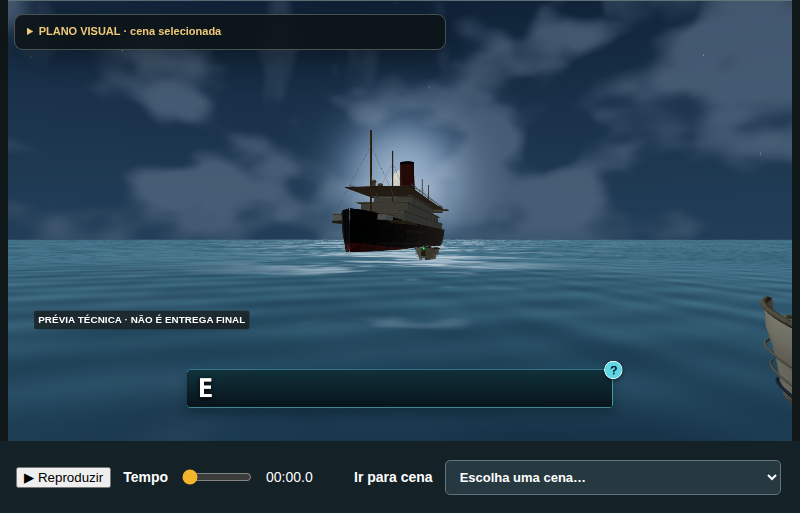 ▶ PLANO VISUAL · cena selecionada
PRÉVIA TÉCNICA · NÃO É ENTREGA FINAL
?
E
▶ Reproduzir Tempo 00:00.0 Ir para cena Escolha uma cena…